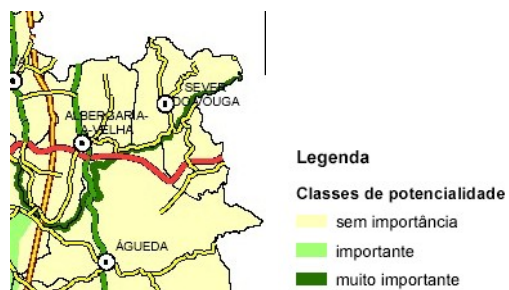 SEVER
DO VOUGA
ALBERGARIA-
A-VELHA
ÁGUEDA
Legenda
Classes de potencialidade
sem importância
importante
muito importante